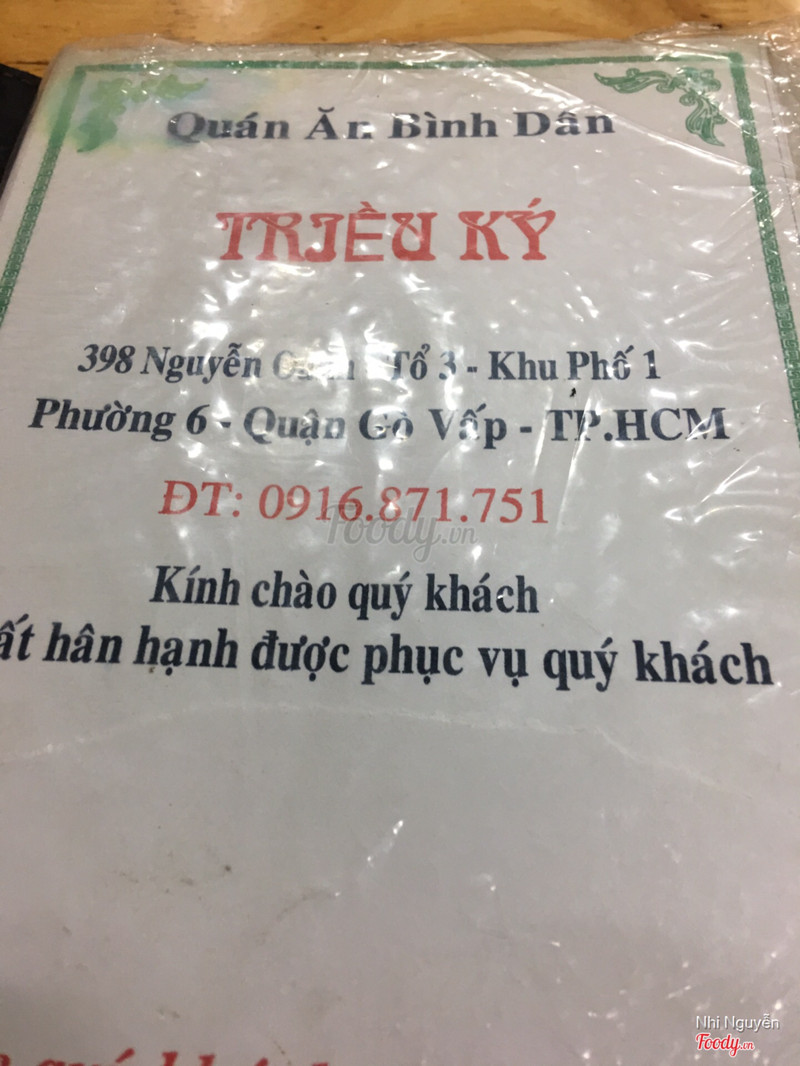 Quán Ăn Bình Dân
TRIỀU KÝ
398 Nguyễn Tổ 3 - Khu Phố 1
Phường 6 - Quận Gò Vấp - TP.HCM
ĐT: 0916.871.751
Foody.vn
Kính chào quý khách
ất hân hạnh được phục vụ quý khách
Nhi Nguyễn
Foody.vn